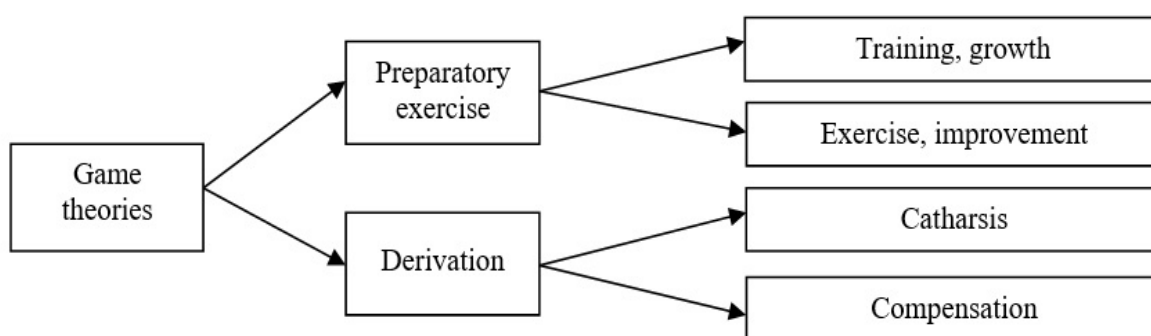 Game
theories
Preparatory
exercise
Derivation
Training, growth
Exercise, improvement
Catharsis
Compensation